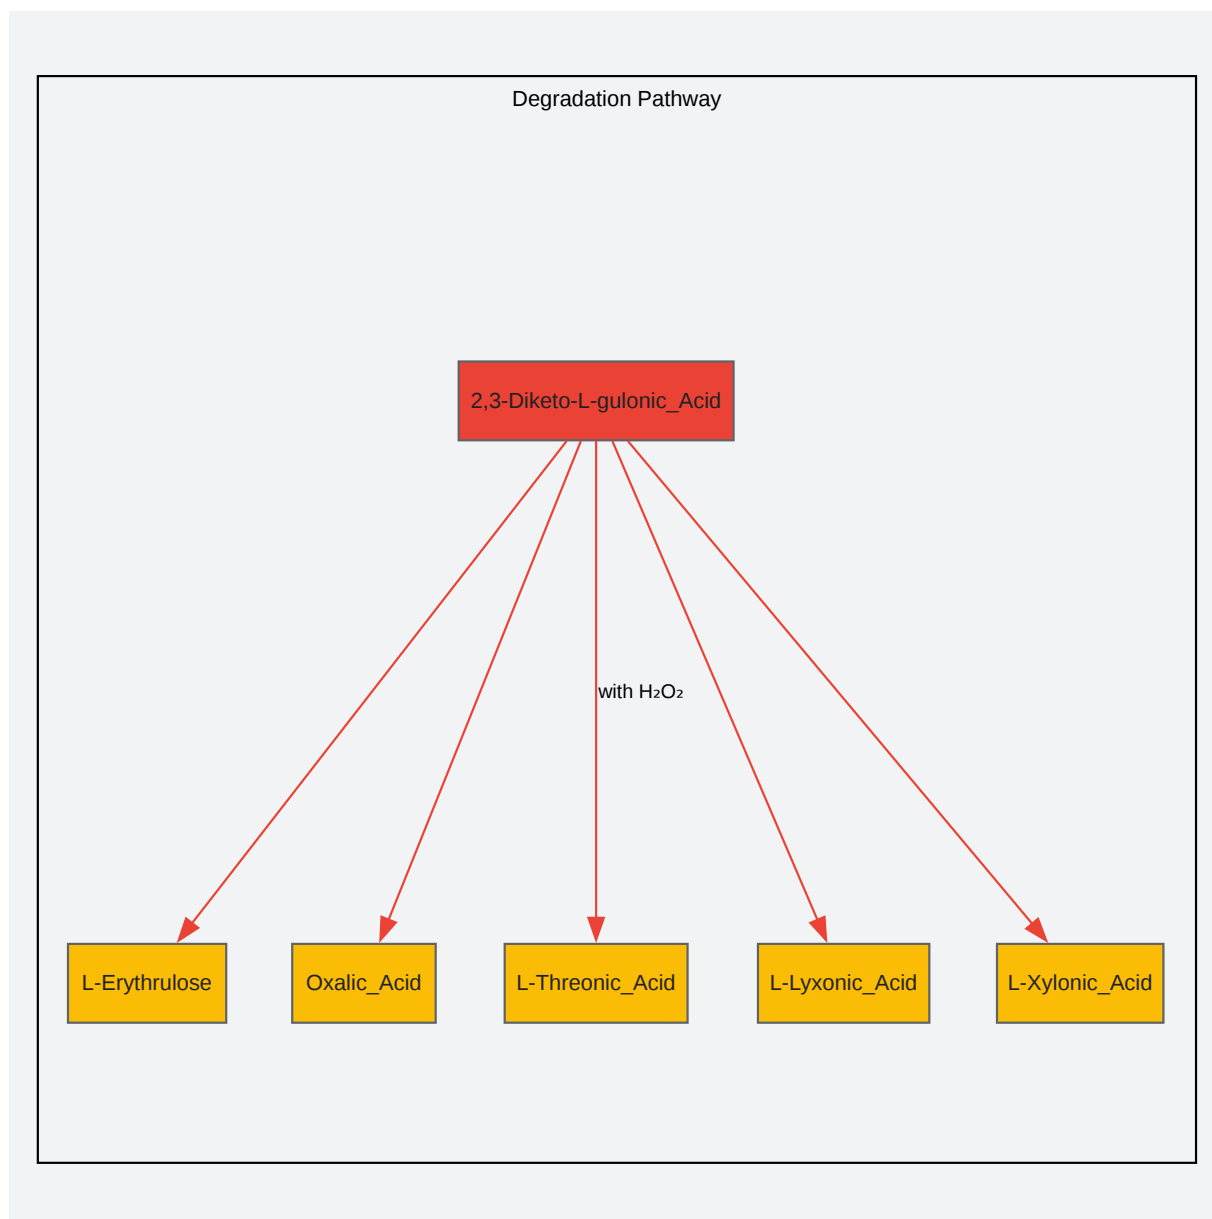 Degradation Pathway
2,3-Diketo-L-gulonic_Acid
with H₂O₂
L-Erythrulose
Oxalic_Acid
L-Threonic_Acid
L-Lyxonic_Acid
L-Xylonic_Acid